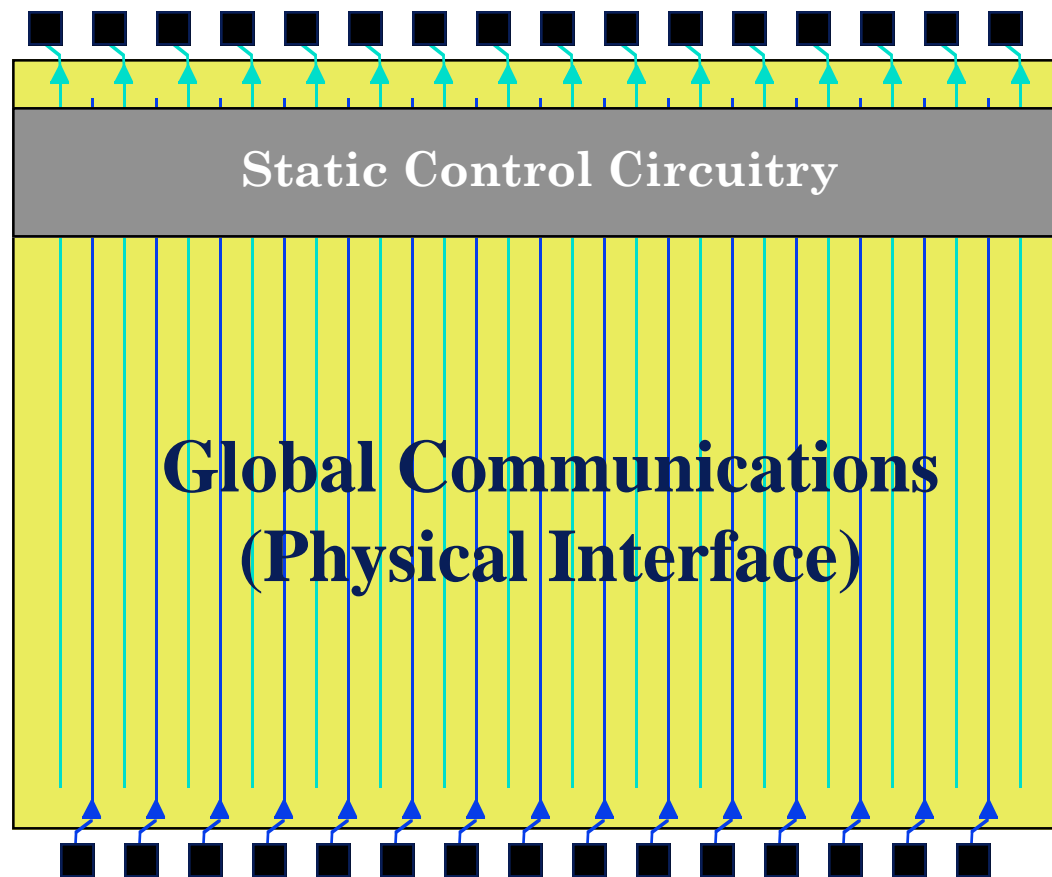 Static Control Circuitry
Global Communications
(Physical Interface)